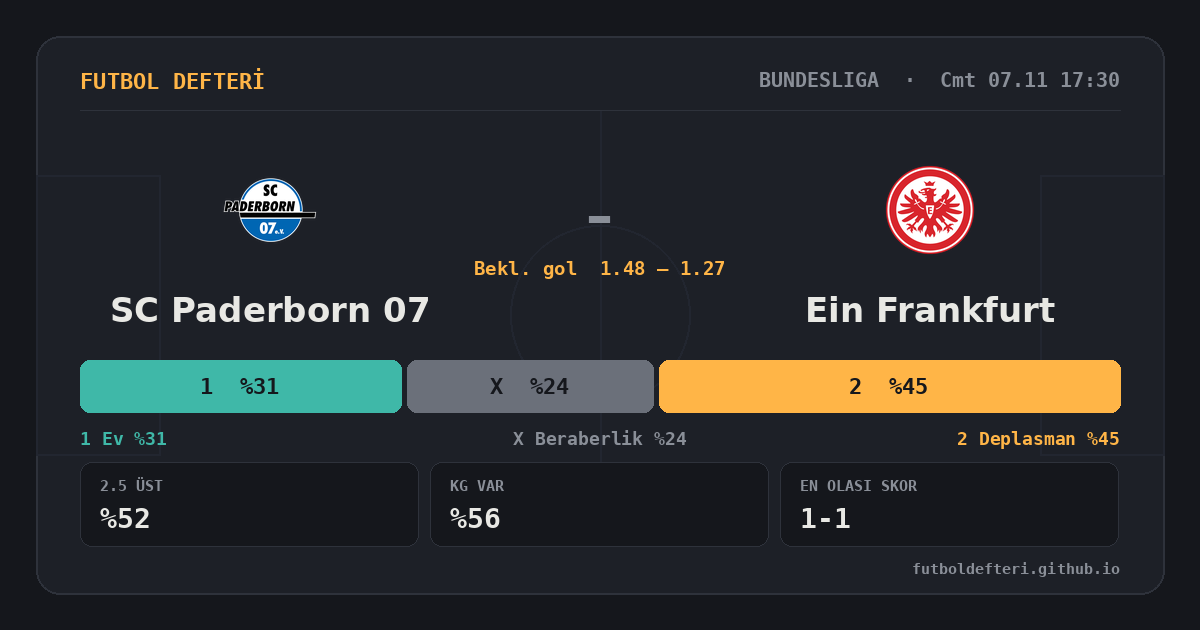 FUTBOL DEFTERİ
BUNDESLIGA · Cmt 07.11 17:30
SC
PADERBORN
07 e.V.
E
-
Bekl. gol 1.48 – 1.27
SC Paderborn 07
Ein Frankfurt
1 %31
X %24
2 %45
1 Ev %31
X Beraberlik %24
2 Deplasman %45
2.5 ÜST
KG VAR
EN OLASI SKOR
%52
%56
1-1
futboldefteri.github.io